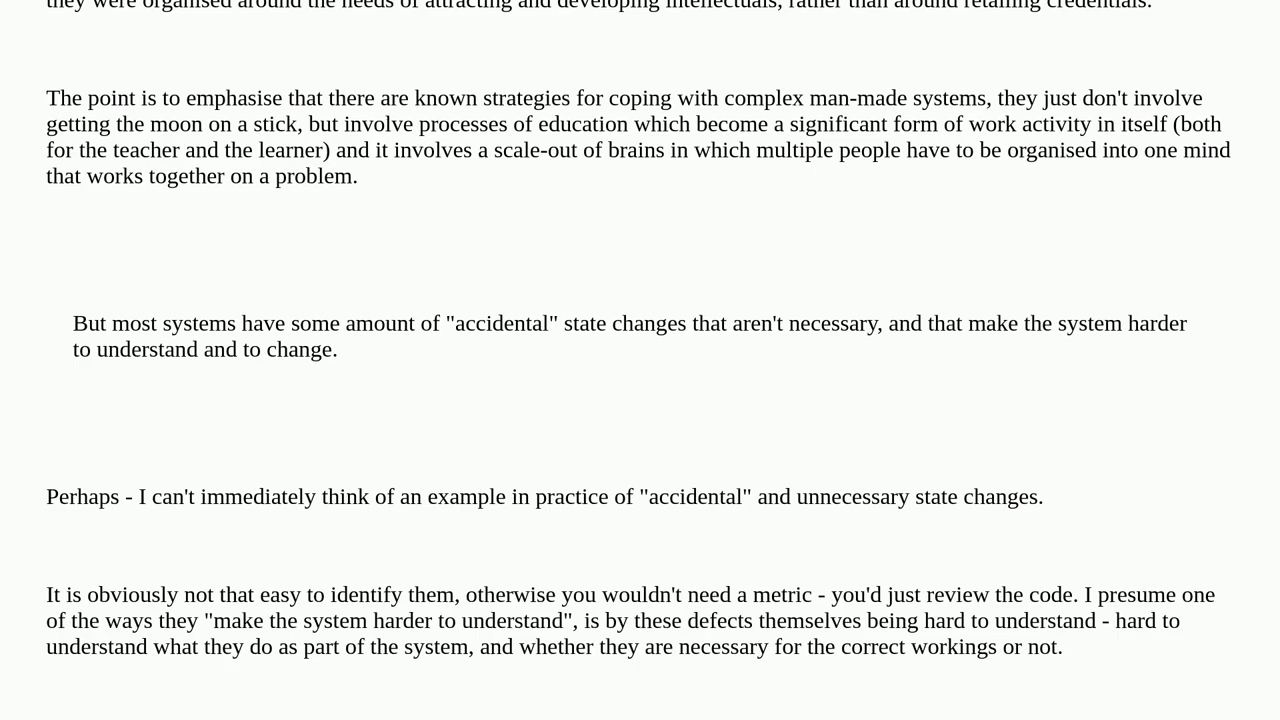 they were organised around the needs of attracting and developing intellectuals, rather than around retailing credentials.
The point is to emphasise that there are known strategies for coping with complex man-made systems, they just don't involve
getting the moon on a stick, but involve processes of education which become a significant form of work activity in itself (both
for the teacher and the learner) and it involves a scale-out of brains in which multiple people have to be organised into one mind
that works together on a problem.
But most systems have some amount of "accidental" state changes that aren't necessary, and that make the system harder
to understand and to change.
Perhaps - I can't immediately think of an example in practice of "accidental" and unnecessary state changes.
It is obviously not that easy to identify them, otherwise you wouldn't need a metric - you'd just review the code. I presume one
of the ways they "make the system harder to understand", is by these defects themselves being hard to understand - hard to
understand what they do as part of the system, and whether they are necessary for the correct workings or not.